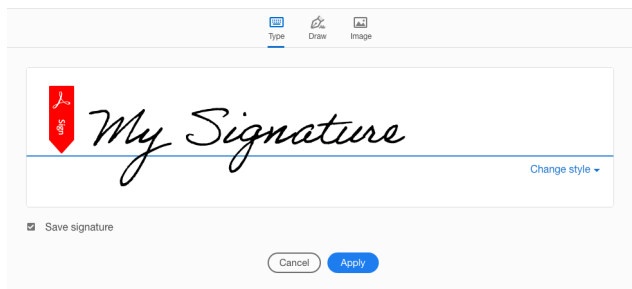 Type Draw Image
Sign
My Signature
Change style
Save signature
Cancel Apply